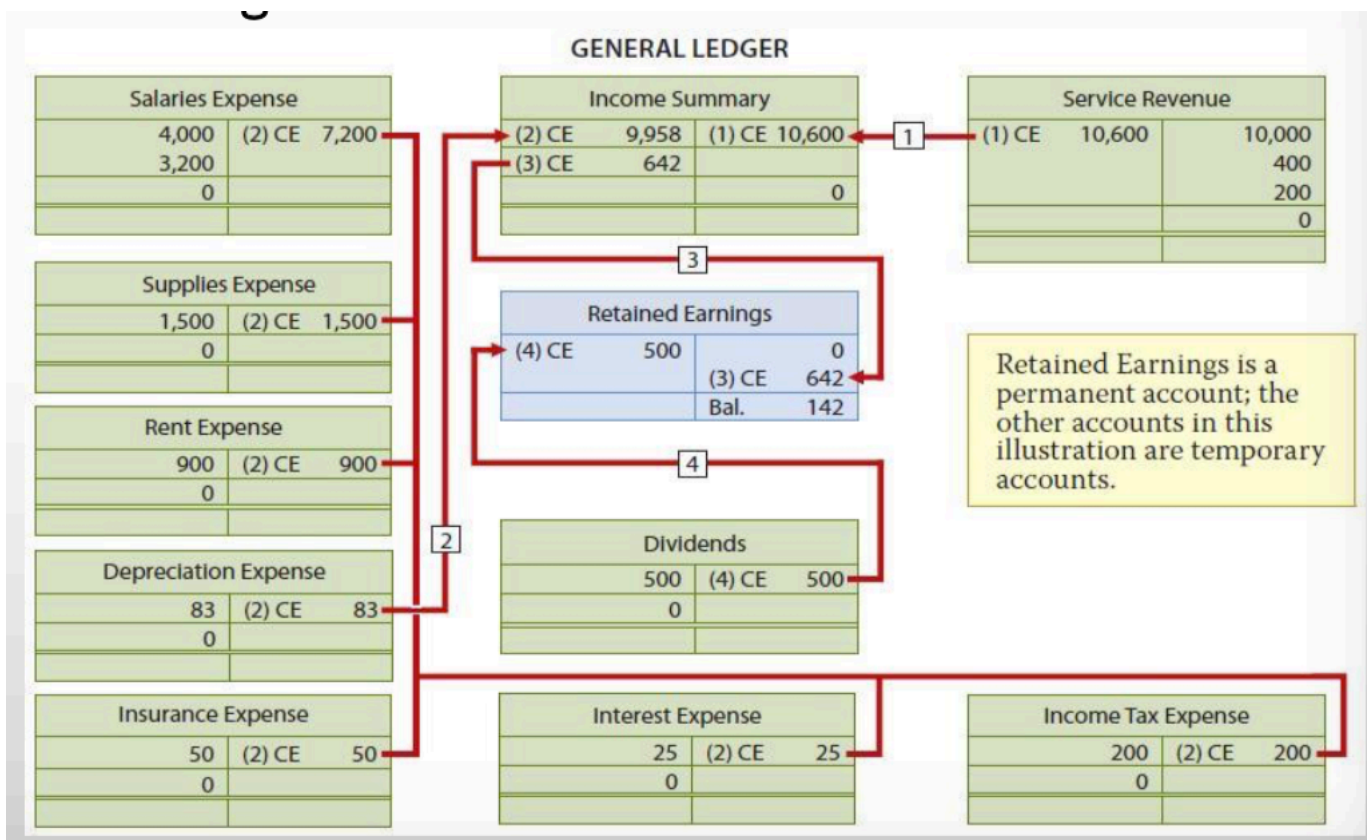 GENERAL LEDGER
Salaries Expense
4,000 (2) CE 7,200
3,200
0
Supplies Expense
1,500 (2) CE 1,500
0
Rent Expense
900 (2) CE 900
0
Depreciation Expense
83 (2) CE 83
0
Insurance Expense
50 (2) CE 50
0
2
Income Summary
(2) CE 9,958 (1) CE 10,600
(3) CE 642
0
1
3
Retained Earnings
(4) CE 500 0
(3) CE 642
Bal. 142
4
Dividends
500 (4) CE 500
0
Interest Expense
25 (2) CE 25
0
Service Revenue
(1) CE 10,600 10,000
400
200
0
Retained Earnings is a
permanent account; the
other accounts in this
illustration are temporary
accounts.
Income Tax Expense
200 (2) CE 200
0